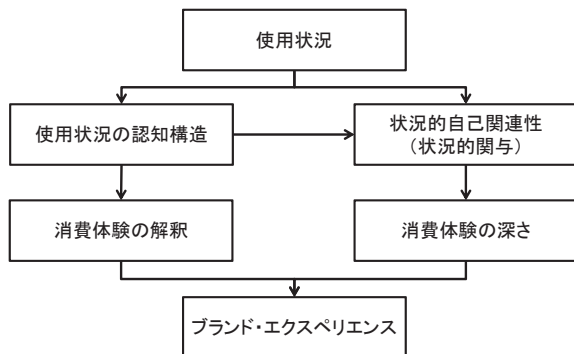 使用状況
使用状況の認知構造
状況的自己関連性
（状況的関与）
消費体験の解釈
消費体験の深さ
ブランド・エクスペリエンス